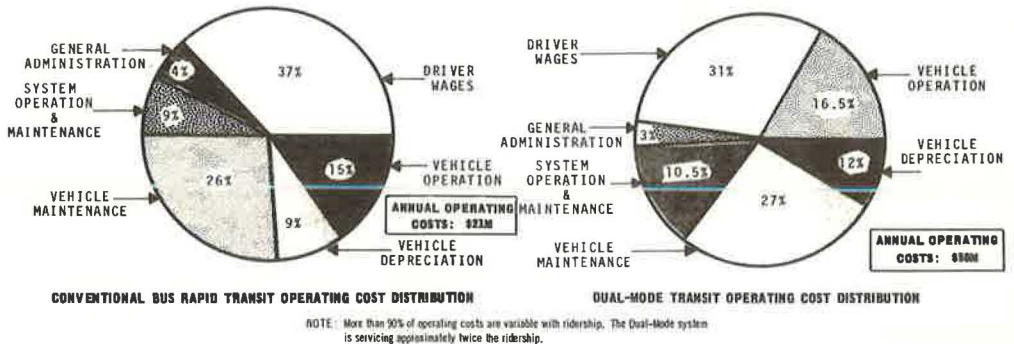 GENERAL
ADMINISTRATION
SYSTEM
OPERATION
&
MAINTENANCE
VEHICLE
MAINTENANCE
4%
9%
26%
37%
15%
9%
DRIVER
WAGES
VEHICLE
OPERATION
VEHICLE
DEPRECIATION
ANNUAL OPERATING
COSTS:
CONVENTIONAL BUS RAPID TRANSIT OPERATING COST DISTRIBUTION
DRIVER
WAGES
GENERAL
ADMINISTRATION
SYSTEM
OPERATION
&
MAINTENANCE
VEHICLE
MAINTENANCE
31%
16.5%
3%
10.5%
12%
27%
VEHICLE
OPERATION
VEHICLE
DEPRECIATION
ANNUAL OPERATING
COSTS:
DUAL-MODE TRANSIT OPERATING COST DISTRIBUTION
NOTE: More than 90% of operating costs are variable with ridership. The Dual-Mode system
is servicing approximately twice the ridership.